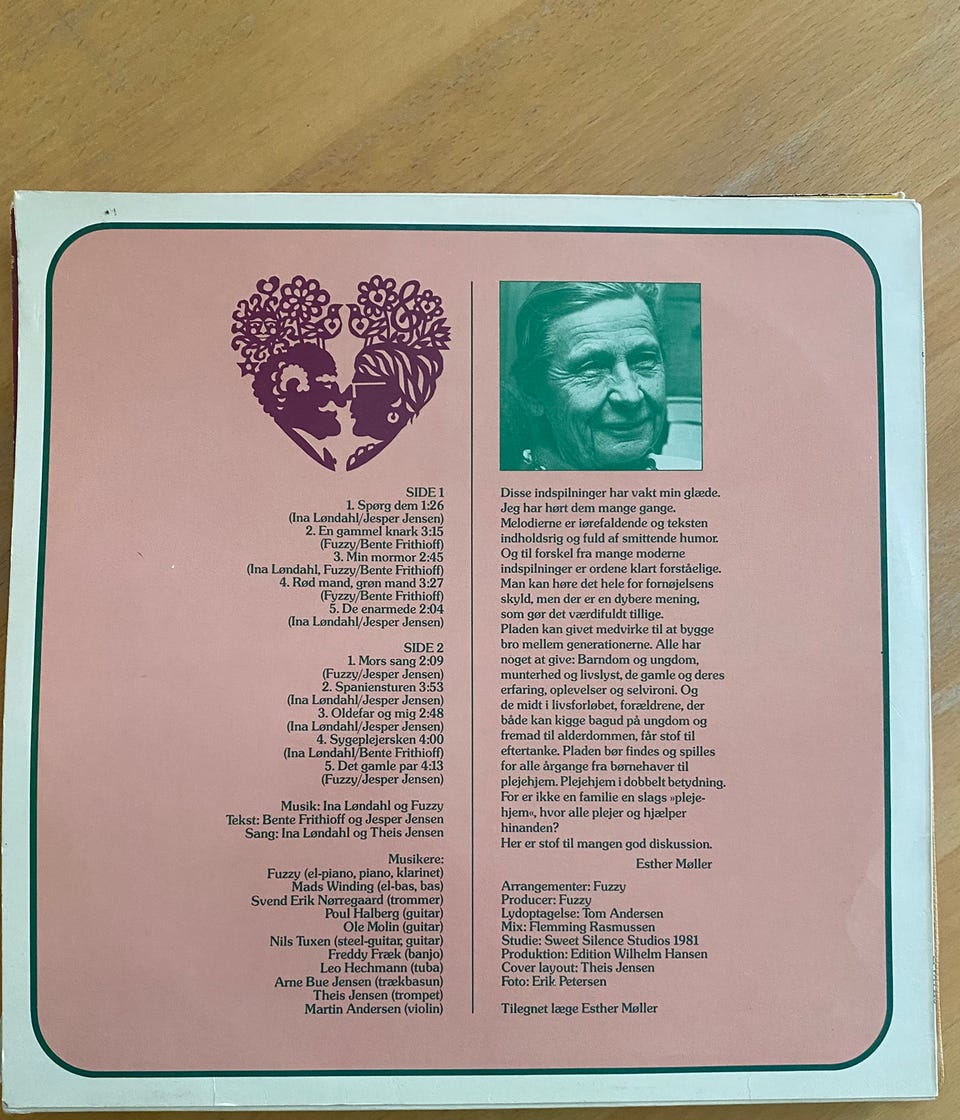 SIDE 1
1. Spørg dem 1:26
(Ina Løndahl/Jesper Jensen)
2. En gammel knark 3:15
(Fuzzy/Bente Frithioff)
3. Min mormor 2:45
(Ina Løndahl, Fuzzy/Bente Frithioff)
4. Rød mand, grøn mand 3:27
(Fyzzy/Bente Frithioff)
5. De enarmede 2:04
(Ina Løndahl/Jesper Jensen)
SIDE 2
1. Mors sang 2:09
(Fuzzy/Jesper Jensen)
2. Spaniensturen 3:53
(Ina Løndahl/Jesper Jensen)
3. Oldefar og mig 2:48
(Ina Løndahl/Jesper Jensen)
4. Sygeplejersken 4:00
(Ina Løndahl/Bente Frithioff)
5. Det gamle par 4:13
(Fuzzy/Jesper Jensen)
Musik: Ina Løndahl og Fuzzy
Tekst: Bente Frithioff og Jesper Jensen
Sang: Ina Løndahl og Theis Jensen
Musikere:
Fuzzy (el-piano, piano, klarinet)
Mads Winding (el-bas, bas)
Svend Erik Nørregaard (trommer)
Poul Halberg (guitar)
Ole Molin (guitar)
Nils Tuxen (steel-guitar, guitar)
Freddy Fræk (banjo)
Leo Hechmann (tuba)
Arne Bue Jensen (trækbasun)
Theis Jensen (trompet)
Martin Andersen (violin)
Disse indspilninger har vakt min glæde.
Jeg har hørt dem mange gange.
Melodierne er iørefaldende og teksten
indholdsrig og fuld af smittende humor.
Og til forskel fra mange moderne
indspilninger er ordene klart forståelige.
Man kan høre det hele for fornøjelsens
skyld, men der er en dybere mening,
som gør det værdifuldt tillige.
Pladen kan givet medvirke til at bygge
bro mellem generationerne. Alle har
noget at give: Barndom og ungdom,
munterhed og livslyst, de gamle og deres
erfaring, oplevelser og selvironi. Og
de midt i livsforløbet, forældrene, der
både kan kigge bagud på ungdom og
fremad til alderdommen, får stof til
eftertanke. Pladen bør findes og spilles
for alle årgange fra børnehaver til
plejehjem. Plejehjem i dobbelt betydning.
For er ikke en familie en slags »pleje-
hjem«, hvor alle plejer og hjælper
hinanden?
Her er stof til mangen god diskussion.
Esther Møller
Arrangementer: Fuzzy
Producer: Fuzzy
Lydoptagelse: Tom Andersen
Mix: Flemming Rasmussen
Studie: Sweet Silence Studios 1981
Produktion: Edition Wilhelm Hansen
Cover layout: Theis Jensen
Foto: Erik Petersen
Tilegnet læge Esther Møller